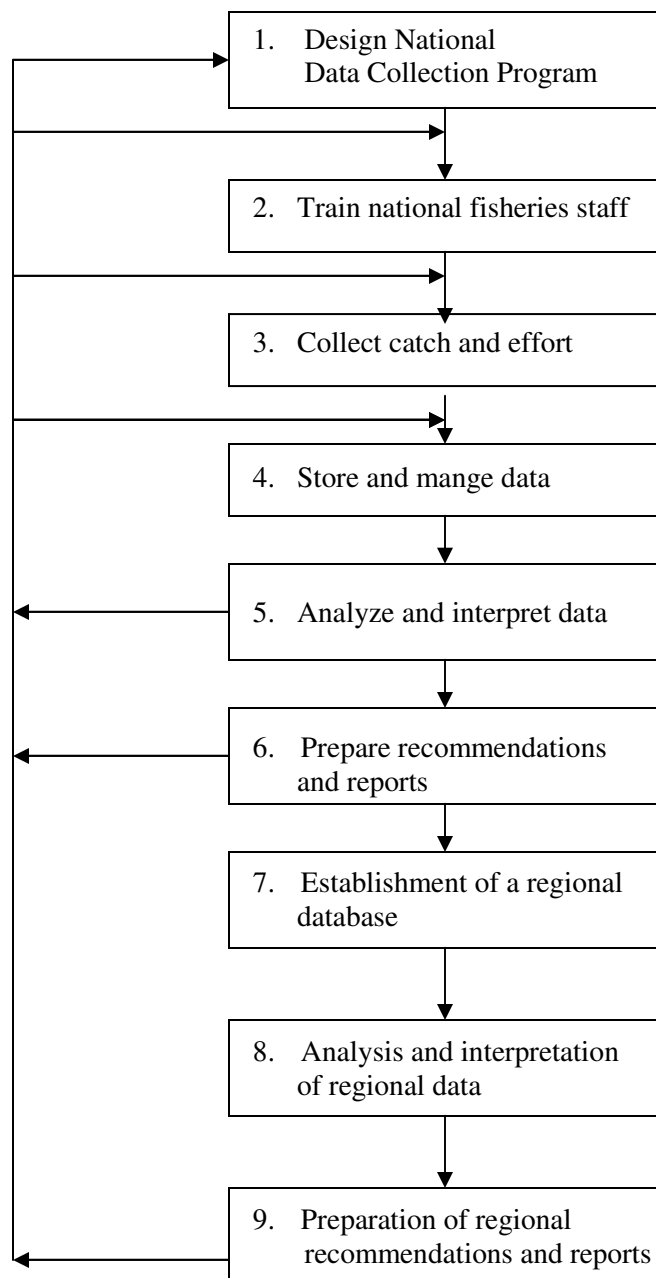 1. Design National
Data Collection Program
2. Train national fisheries staff
3. Collect catch and effort
4. Store and mange data
5. Analyze and interpret data
6. Prepare recommendations
and reports
7. Establishment of a regional
database
8. Analysis and interpretation
of regional data
9. Preparation of regional
recommendations and reports